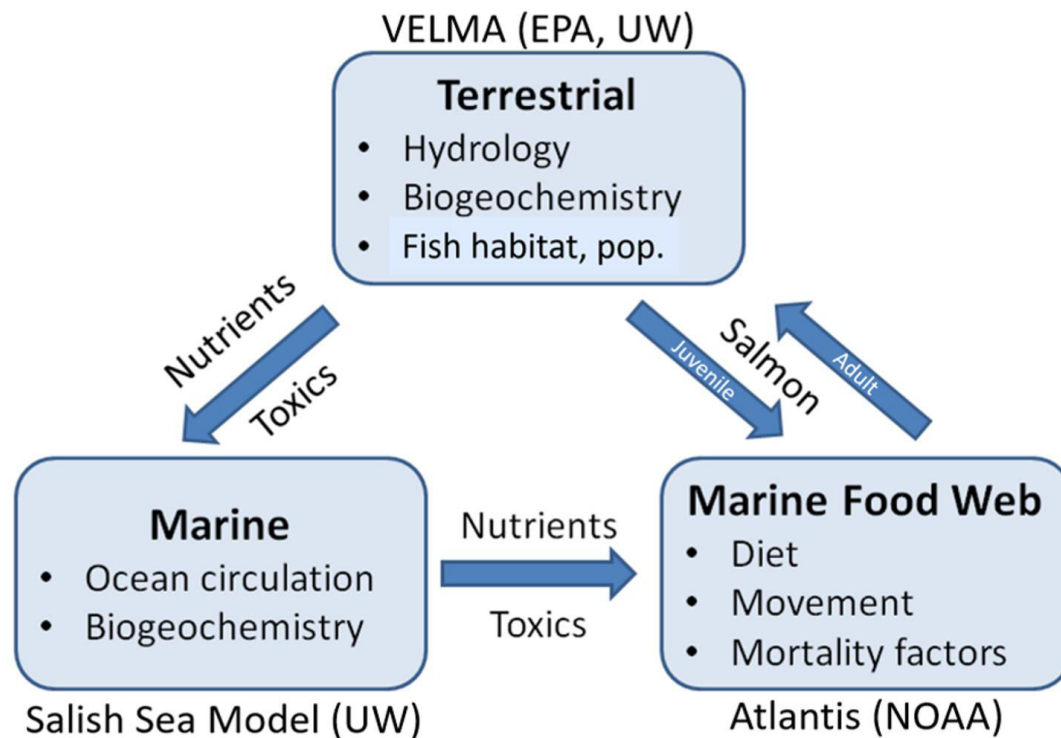 VELMA (EPA, UW)
Terrestrial
• Hydrology
• Biogeochemistry
• Fish habitat, pop.
Nutrients
Toxics
Juvenile
Salmon
Adult
Marine
• Ocean circulation
• Biogeochemistry
Salish Sea Model (UW)
Nutrients
Toxics
Marine Food Web
• Diet
• Movement
• Mortality factors
Atlantis (NOAA)